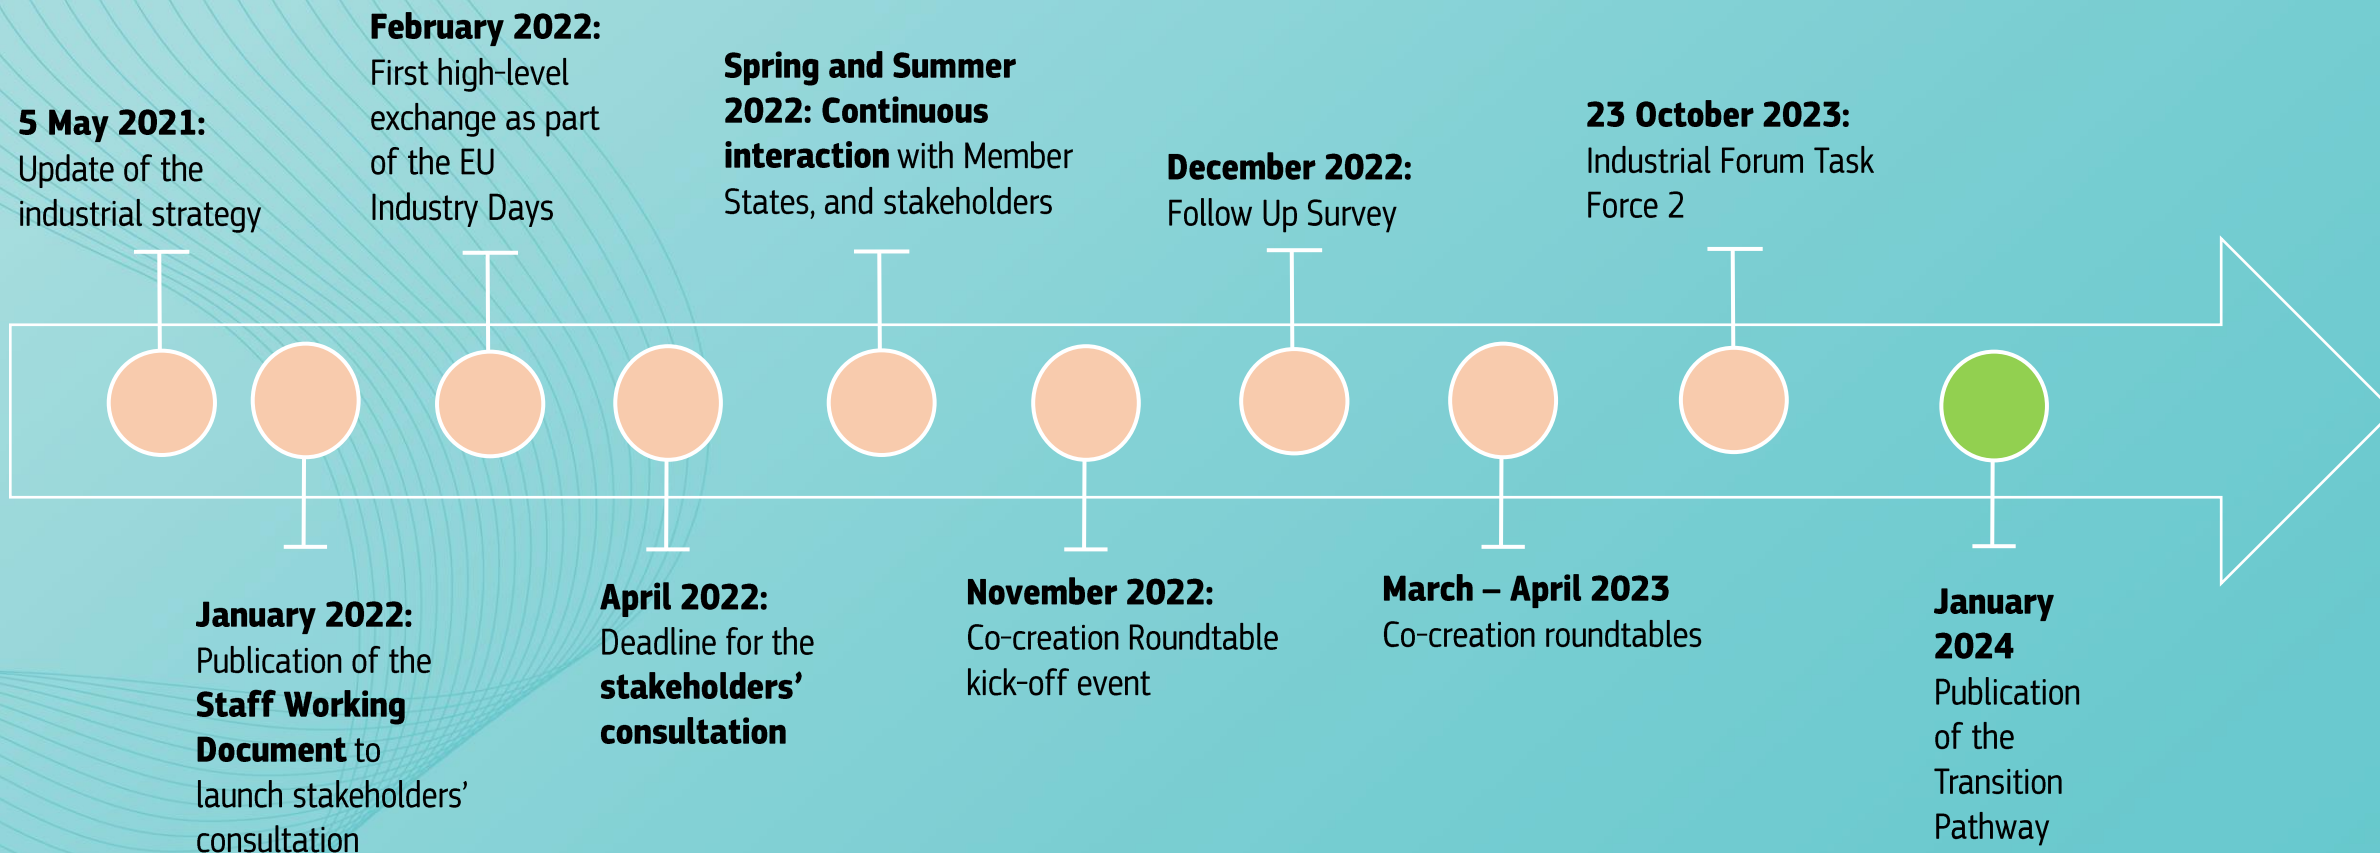 5 May 2021:
Update of the
industrial strategy
January 2022:
Publication of the
Staff Working
Document to
launch stakeholders’
consultation
February 2022:
First high-level
exchange as part
of the EU
Industry Days
April 2022:
Deadline for the
stakeholders’
consultation
Spring and Summer
2022: Continuous
interaction with Member
States, and stakeholders
November 2022:
Co-creation Roundtable
kick-off event
December 2022:
Follow Up Survey
March – April 2023
Co-creation roundtables
23 October 2023:
Industrial Forum Task
Force 2
January
2024
Publication
of the
Transition
Pathway